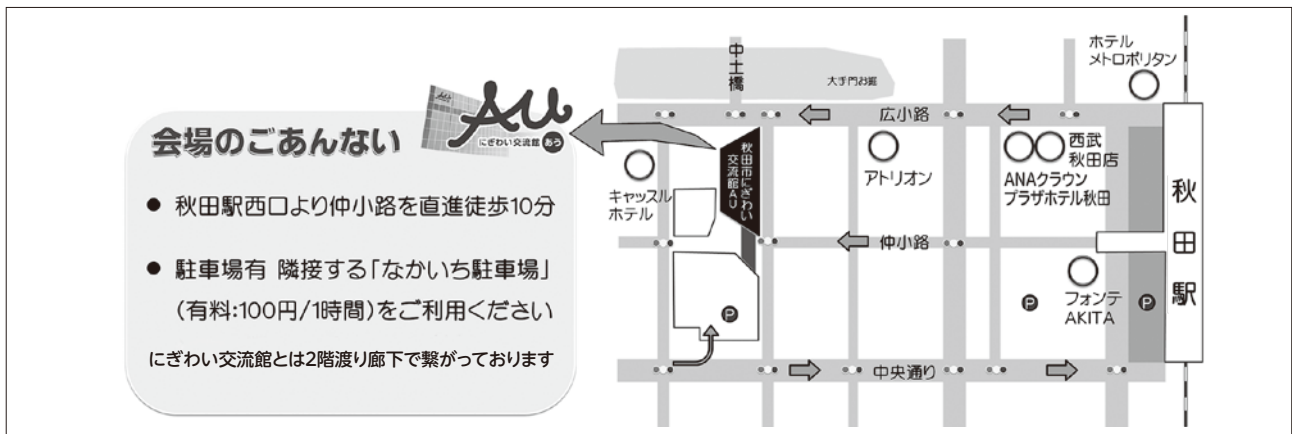 会場のごあんない
Au
にぎわい交流館 あう
● 秋田駅西口より仲小路を直進徒歩10分
● 駐車場有 隣接する「なかいち駐車場」
(有料:100円/1時間)をご利用ください
にぎわい交流館とは2階渡り廊下で繋がっております
中土橋
大手門お堀
ホテル
メトロポリタン
広小路
秋田市にぎわい
交流館AU
キャッスル
ホテル
アトリオン
西武
秋田店
ANAクラウン
プラザホテル秋田
秋田駅
仲小路
フォンテ
AKITA
P
P
P
中央通り